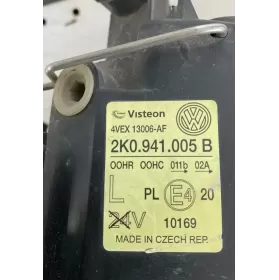 Visteon
4VEX 13006-AF
2K0.941.005 B
OOHR OOHC 011b 02A
L PL E4 20
24V 10169
MADE IN CZECH REP.